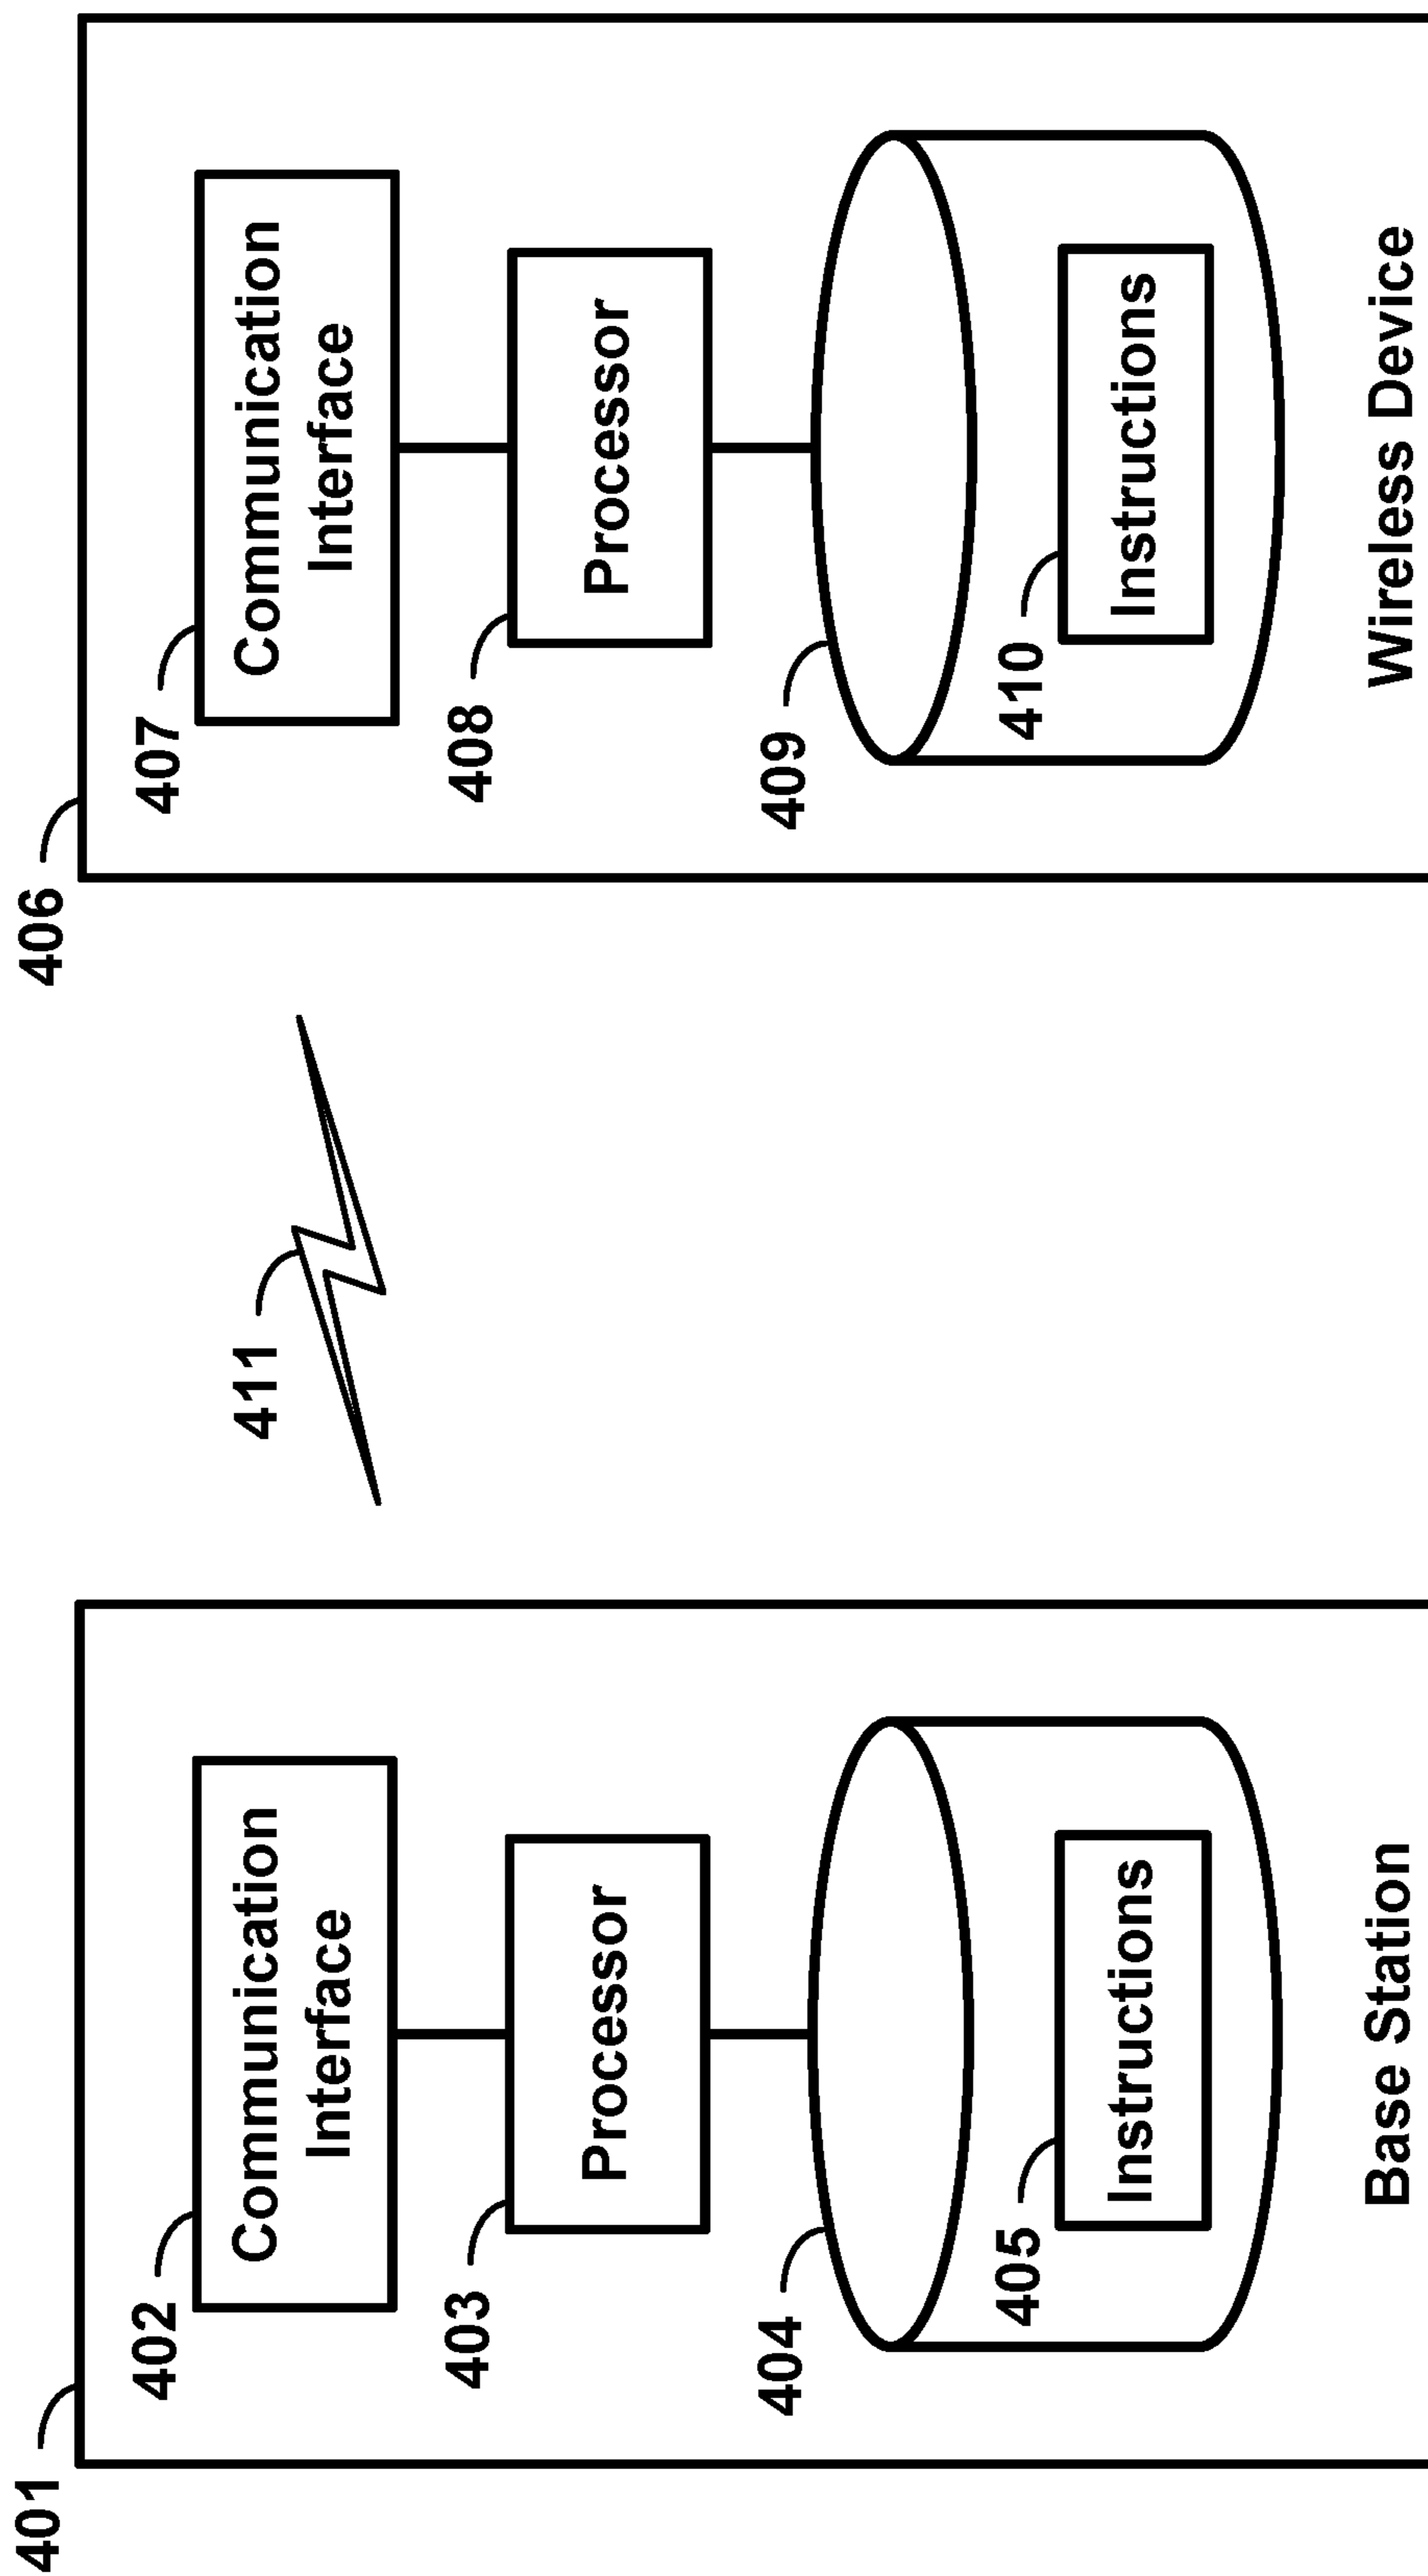 401
402
Communication
Interface
403
Processor
404
405
Instructions
Base Station
411
406
407
Communication
Interface
408
Processor
409
410
Instructions
Wireless Device